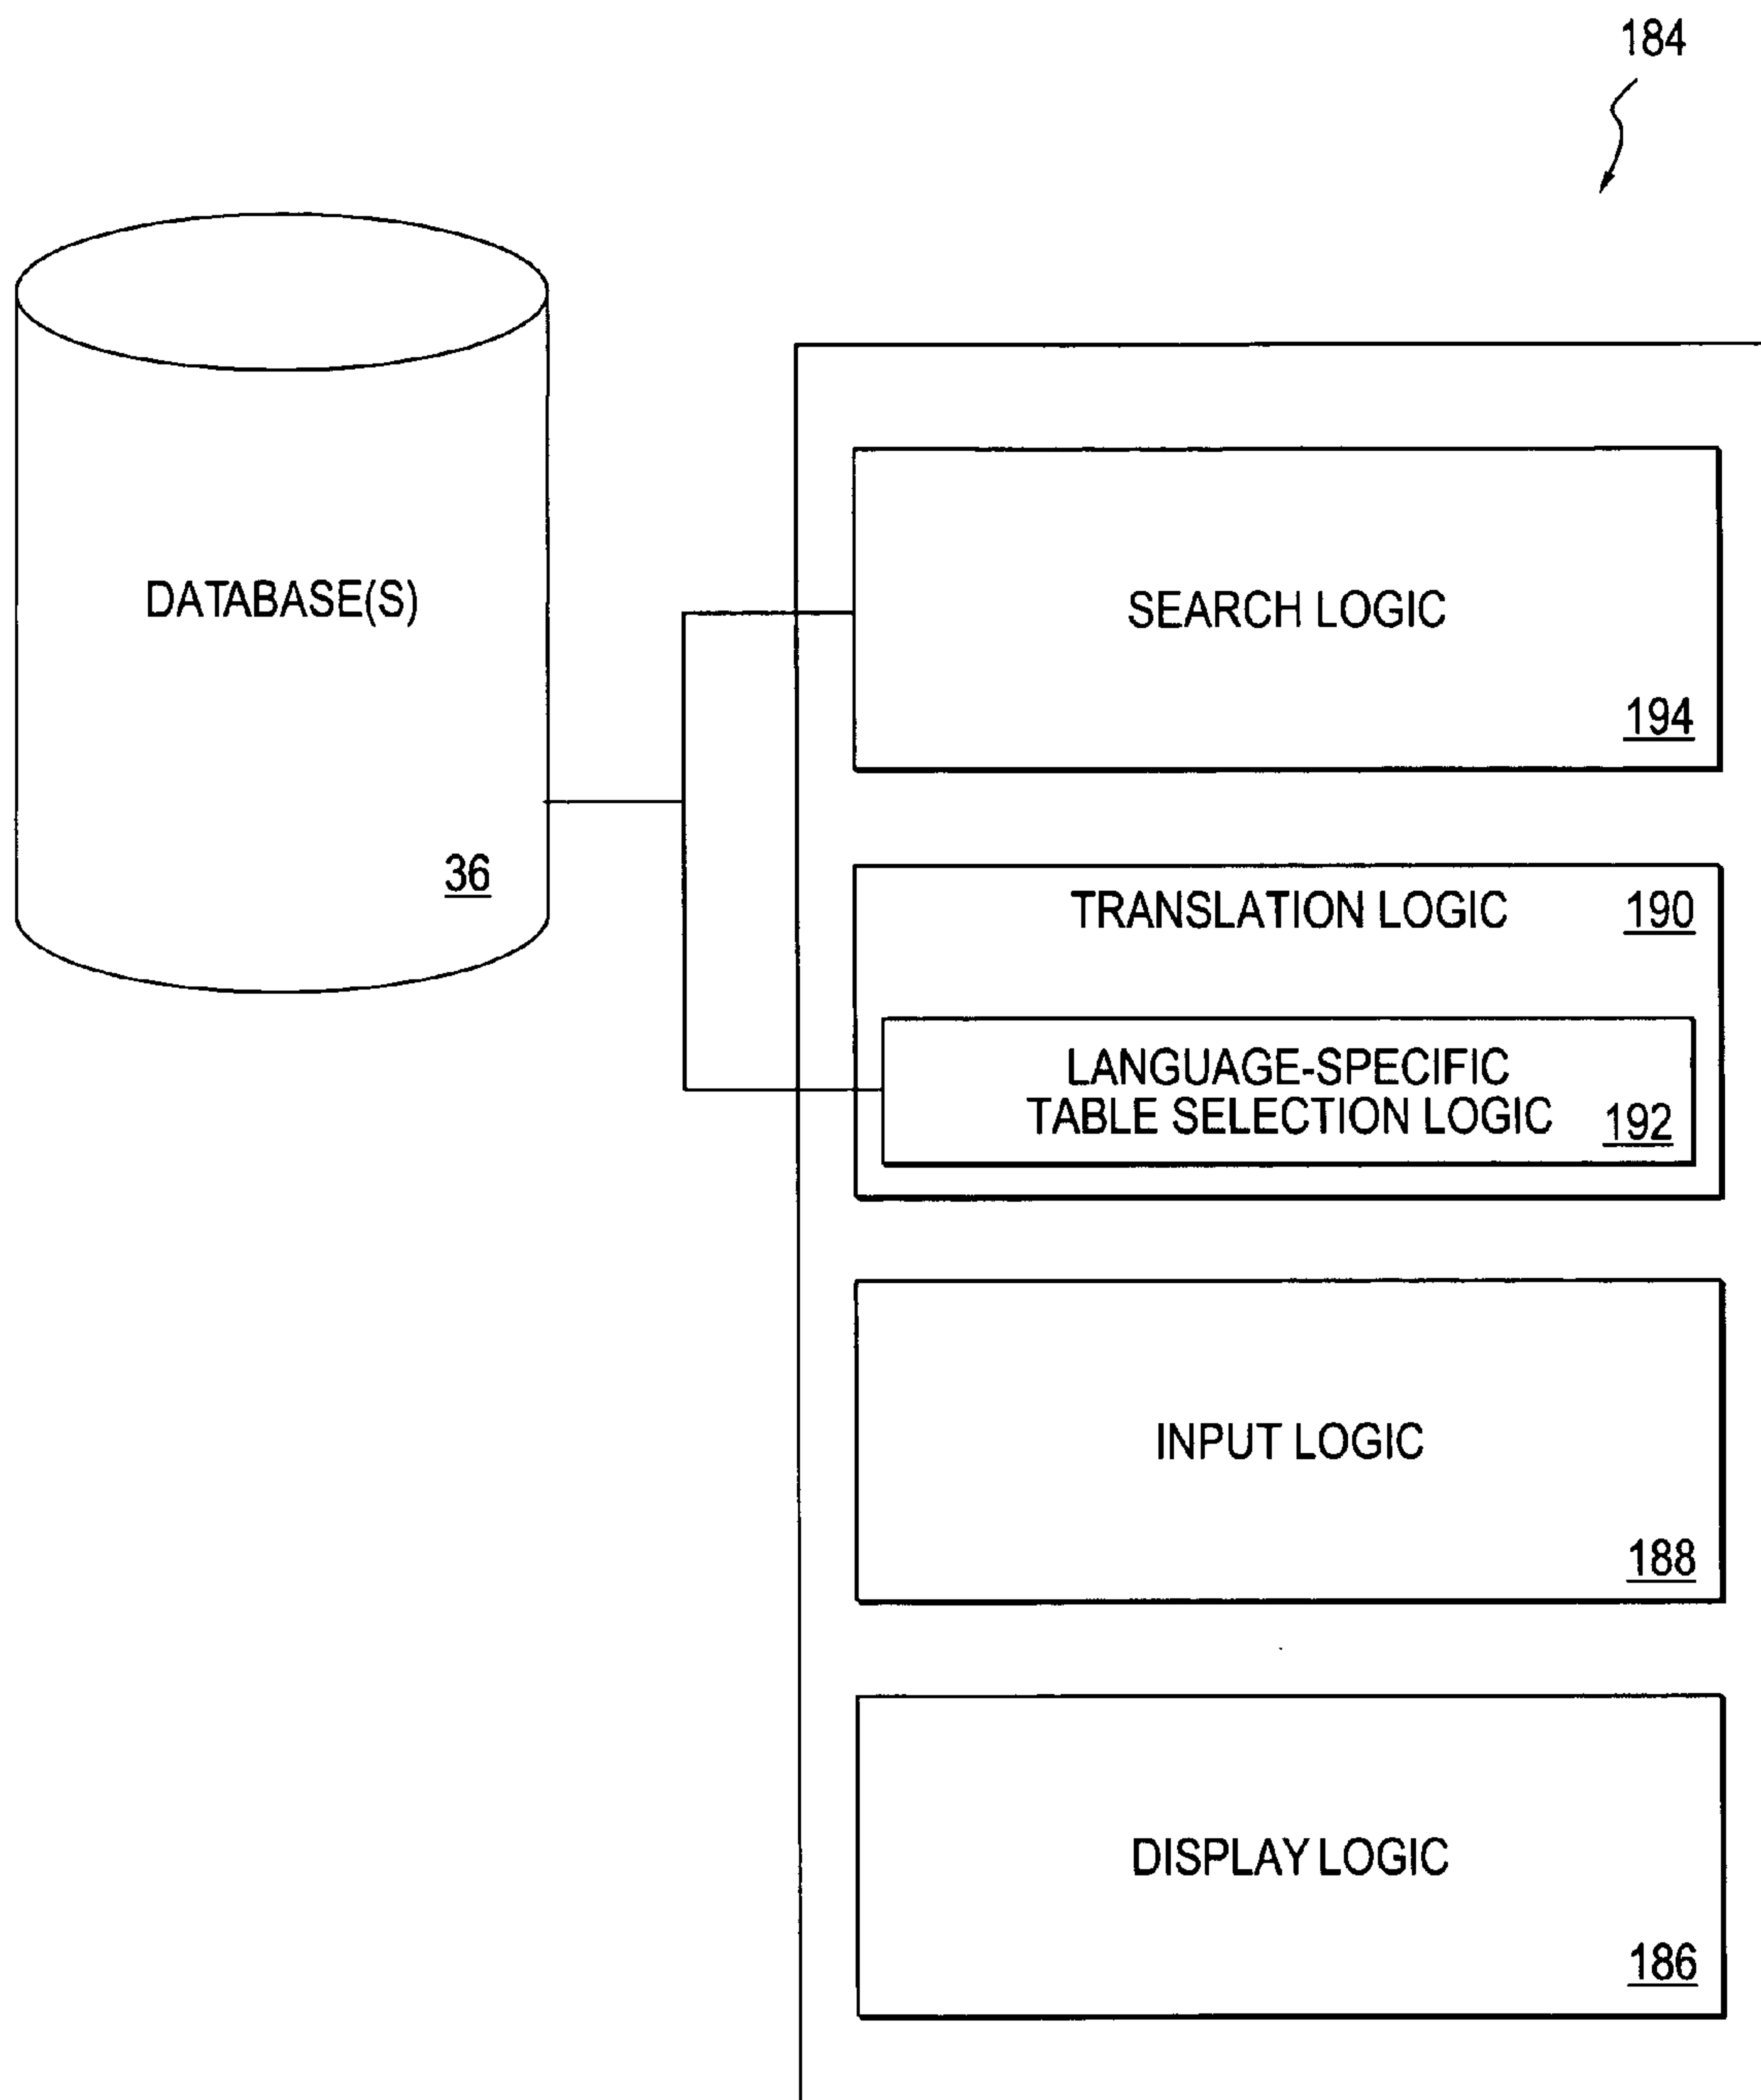 184
DATABASE(S)
36
SEARCH LOGIC
194
TRANSLATION LOGIC 190
LANGUAGE-SPECIFIC
TABLE SELECTION LOGIC 192
INPUT LOGIC
188
DISPLAY LOGIC
186